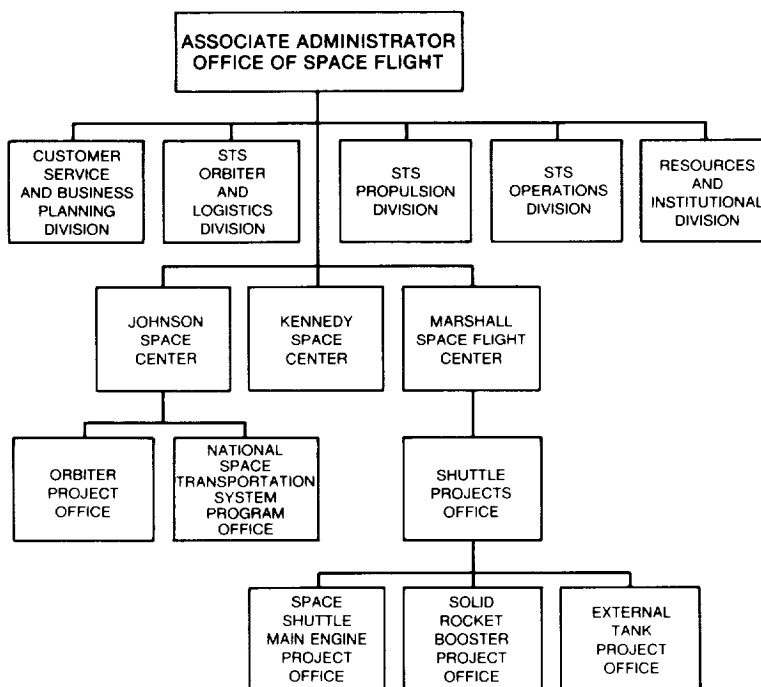 ASSOCIATE ADMINISTRATOR
OFFICE OF SPACE FLIGHT
CUSTOMER
SERVICE
AND BUSINESS
PLANNING
DIVISION
STS
ORBITER
AND
LOGISTICS
DIVISION
STS
PROPULSION
DIVISION
STS
OPERATIONS
DIVISION
RESOURCES
AND
INSTITUTIONAL
DIVISION
JOHNSON
SPACE
CENTER
KENNEDY
SPACE
CENTER
MARSHALL
SPACE FLIGHT
CENTER
ORBITER
PROJECT
OFFICE
NATIONAL
SPACE
TRANSPORTATION
SYSTEM
PROGRAM
OFFICE
SHUTTLE
PROJECTS
OFFICE
SPACE
SHUTTLE
MAIN ENGINE
PROJECT
OFFICE
SOLID
ROCKET
BOOSTER
PROJECT
OFFICE
EXTERNAL
TANK
PROJECT
OFFICE